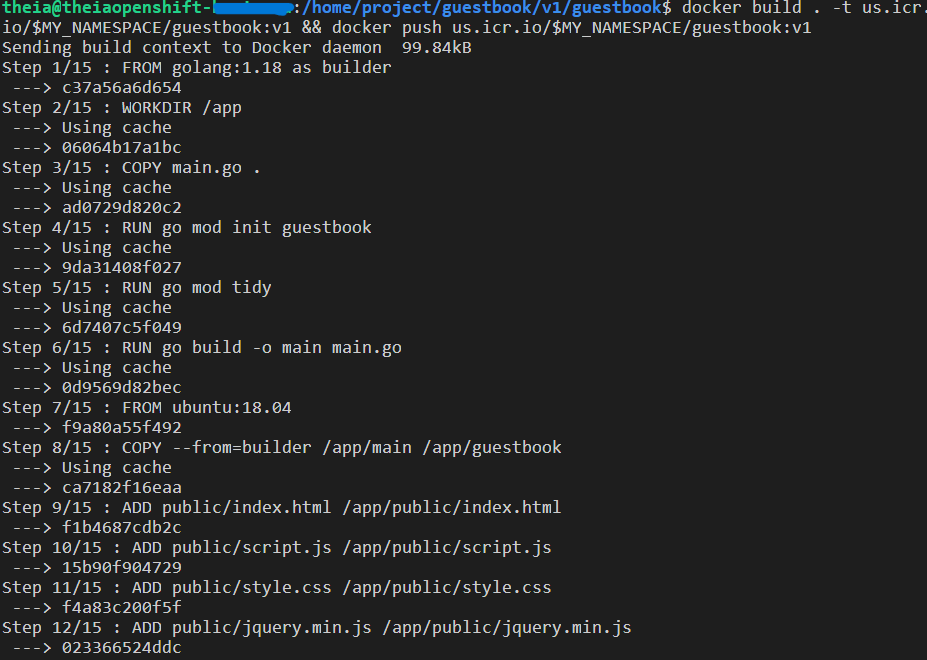 theia@theiaopenshift-:/home/project/guestbook/v1/guestbook$ docker build . -t us.icr.
io/$MY_NAMESPACE/guestbook:v1 && docker push us.icr.io/$MY_NAMESPACE/guestbook:v1
Sending build context to Docker daemon  99.84kB
Step 1/15 : FROM golang:1.18 as builder
 ---> c37a56a6d654
Step 2/15 : WORKDIR /app
 ---> Using cache
 ---> 06064b17a1bc
Step 3/15 : COPY main.go .
 ---> Using cache
 ---> ad0729d820c2
Step 4/15 : RUN go mod init guestbook
 ---> Using cache
 ---> 9da31408f027
Step 5/15 : RUN go mod tidy
 ---> Using cache
 ---> 6d7407c5f049
Step 6/15 : RUN go build -o main main.go
 ---> Using cache
 ---> 0d9569d82bec
Step 7/15 : FROM ubuntu:18.04
 ---> f9a80a55f492
Step 8/15 : COPY --from=builder /app/main /app/guestbook
 ---> Using cache
 ---> ca7182f16eaa
Step 9/15 : ADD public/index.html /app/public/index.html
 ---> f1b4687cdb2c
Step 10/15 : ADD public/script.js /app/public/script.js
 ---> 15b90f904729
Step 11/15 : ADD public/style.css /app/public/style.css
 ---> f4a83c200f5f
Step 12/15 : ADD public/jquery.min.js /app/public/jquery.min.js
 ---> 023366524ddc